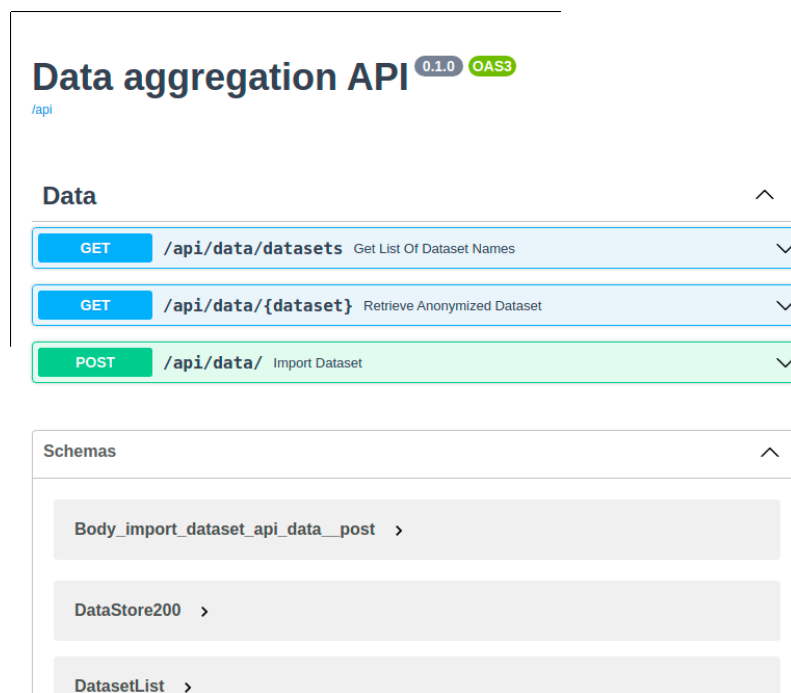 Data aggregation API 0.1.0 OAS3
/api
Data
GET /api/data/datasets Get List Of Dataset Names
GET /api/data/{dataset} Retrieve Anonymized Dataset
POST /api/data/ Import Dataset
Schemas
Body_import_dataset_api_data__post
DataStore200
DatasetList